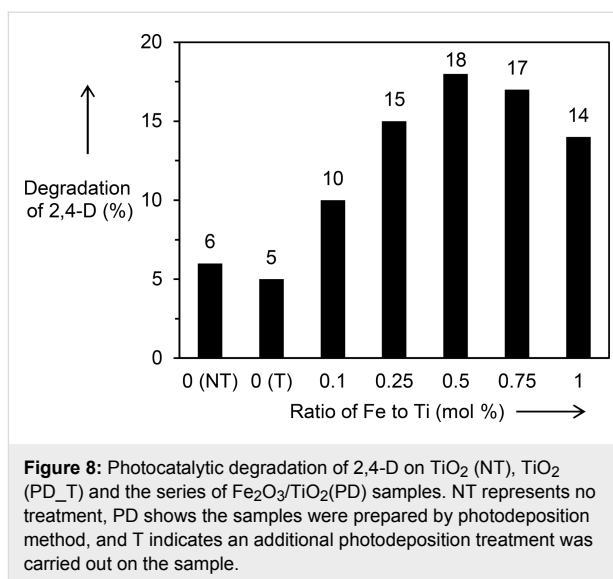 20
15
10
5
0
Degradation
of 2,4-D (%)
6
5
10
15
18
17
14
0 (NT) 0 (T) 0.1 0.25 0.5 0.75 1
Ratio of Fe to Ti (mol %)
Figure 8: Photocatalytic degradation of 2,4-D on TiO₂ (NT), TiO₂
(PD_T) and the series of Fe₂O₃/TiO₂(PD) samples. NT represents no
treatment, PD shows the samples were prepared by photodeposition
method, and T indicates an additional photodeposition treatment was
carried out on the sample.